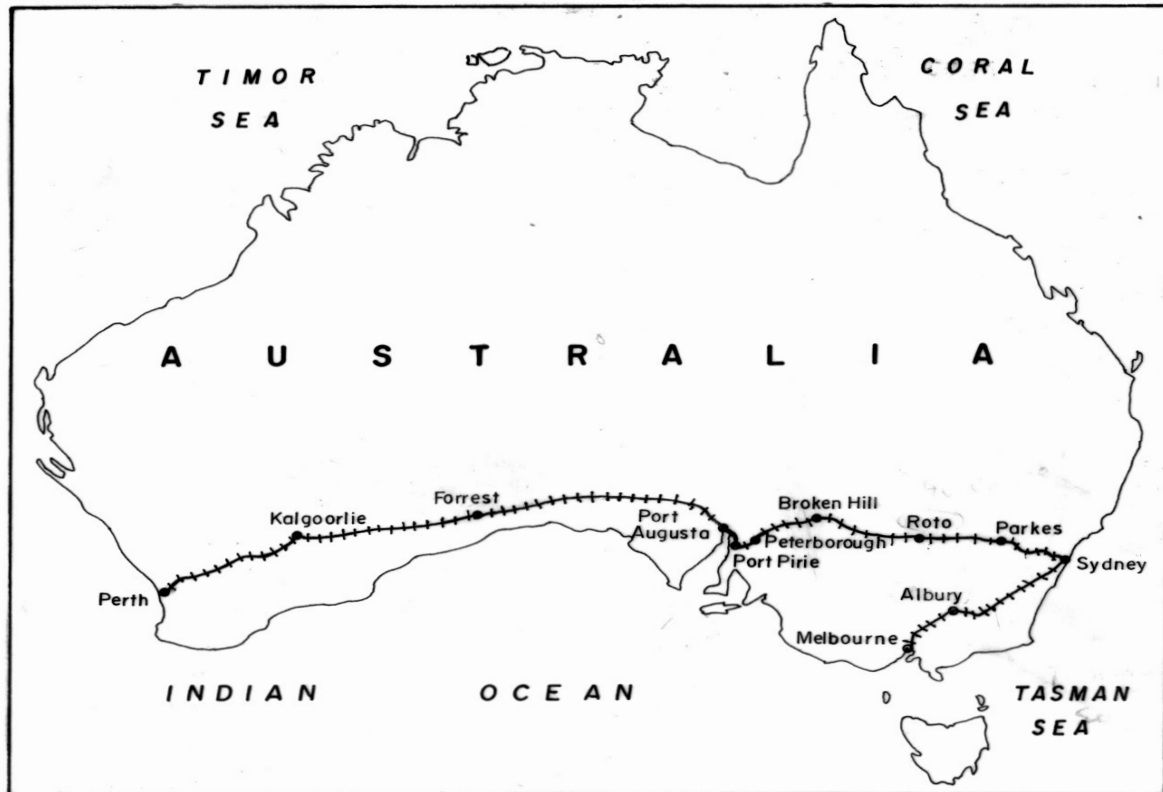 TIMOR
SEA
CORAL
SEA
AUSTRALIA
Kalgoorlie
Forrest
Port
Augusta
Broken Hill
Peterborough
Port Pirie
Roto
Parkes
Sydney
Perth
Albury
Melbourne
INDIAN OCEAN
TASMAN
SEA